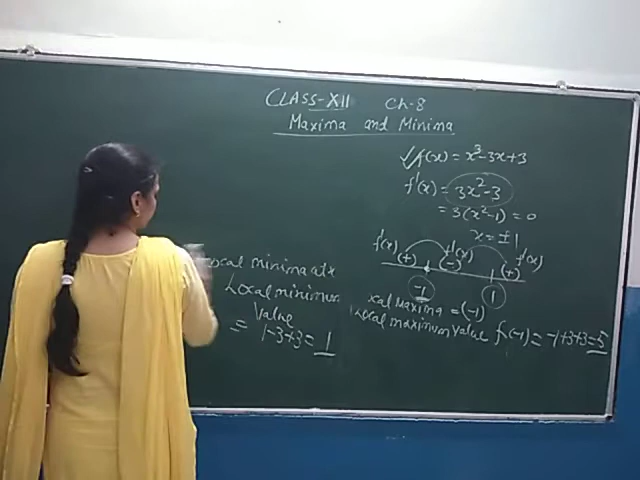 CLASS-XII Ch-8
Maxima and Minima
✓f(x) = x³-3x+3
f'(x) = 3x²-3
= 3(x²-1) = 0
x = ±1
f'(x) f'(x) f'(x)
(+) (-) (+)
-1 1
ocal maxima = (-1)
Local maximum value f(-1) = -1+3+3 = 5
ocal minima at x
Local minimum
Value
= 1-3+3 = 1